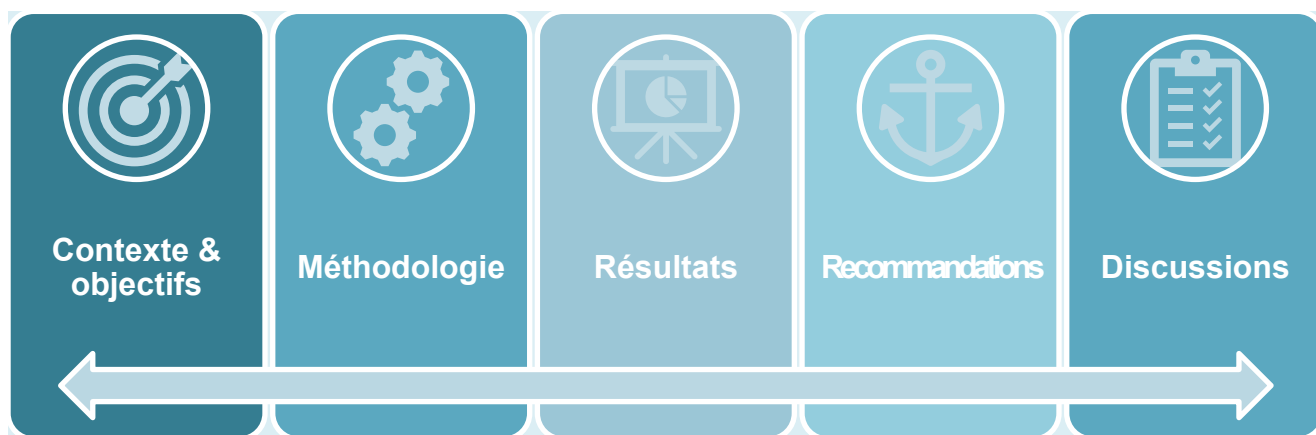 Contexte &
objectifs
Méthodologie
Résultats
Recommandations
Discussions